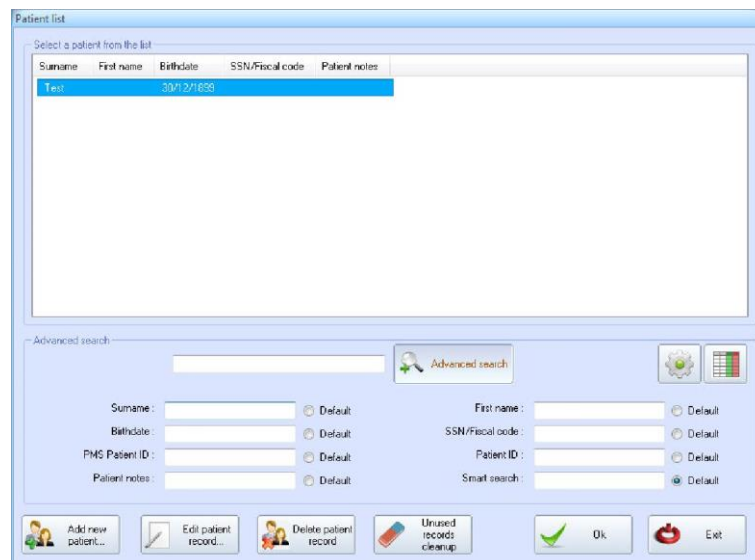 Patient list
Select a patient from the list
Surname First name Birthdate SSN/Fiscal code Patient notes
Test 30/12/1899
Advanced search
Advanced search
Surname : Default First name : Default
Birthdate : Default SSN/Fiscal code : Default
PMS Patient ID : Default Patient ID : Default
Patient notes : Default Smart search : Default
Add new
patient...
Edit patient
record...
Delete patient
record
Unused
records
cleanup
Ok
Exit